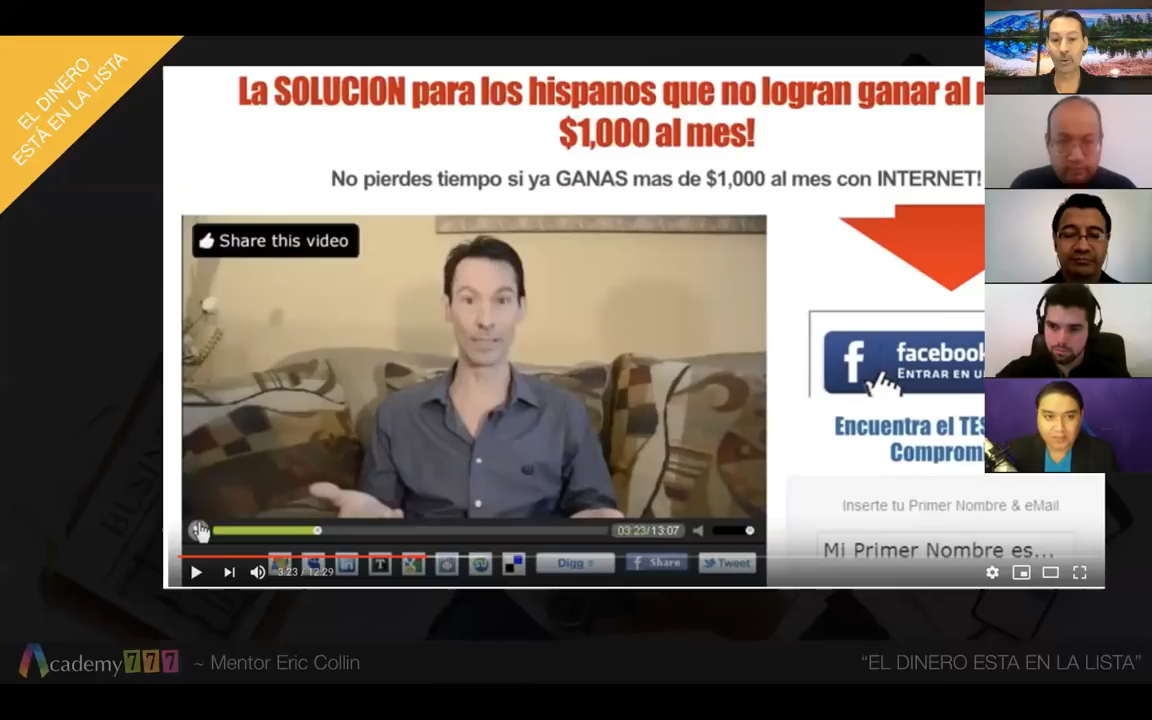 EL DINERO
ESTÁ EN LA LISTA
La SOLUCION para los hispanos que no logran ganar al
$1,000 al mes!
No pierdes tiempo si ya GANAS mas de $1,000 al mes con INTERNET!
Share this video
facebook
ENTRAR EN
Encuentra el
Inserte tu Primer Nombre & eMail
Mi Primer Nombre es...
03:23/13:07
Digg
Share
Tweet
3:23 / 12:29
Academy777 ~ Mentor Eric Collin
“EL DINERO ESTA EN LA LISTA”